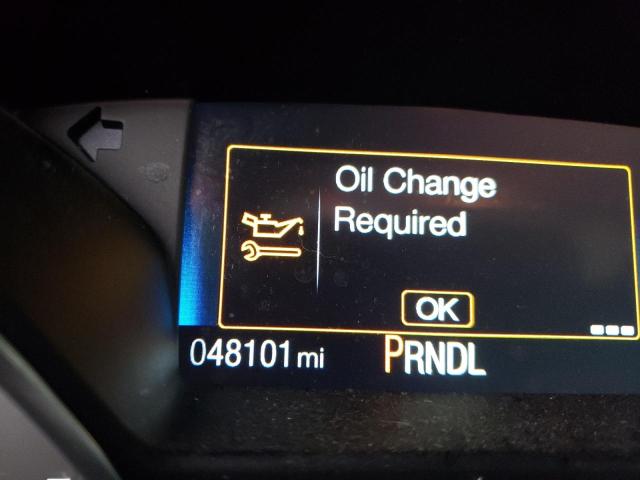 Oil Change
Required
OK
048101 mi
PRNDL